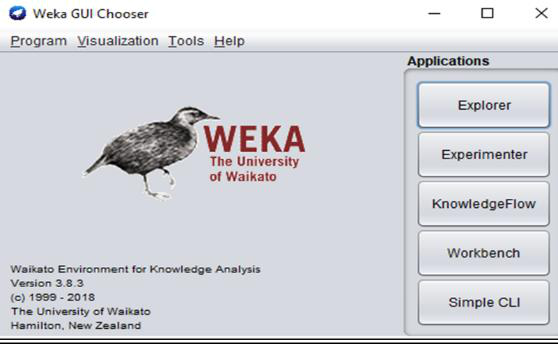 Weka GUI Chooser
Program Visualization Tools Help
Applications
WEKA
The University
of Waikato
Explorer
Experimenter
KnowledgeFlow
Workbench
Simple CLI
Waikato Environment for Knowledge Analysis
Version 3.8.3
(c) 1999 - 2018
The University of Waikato
Hamilton, New Zealand